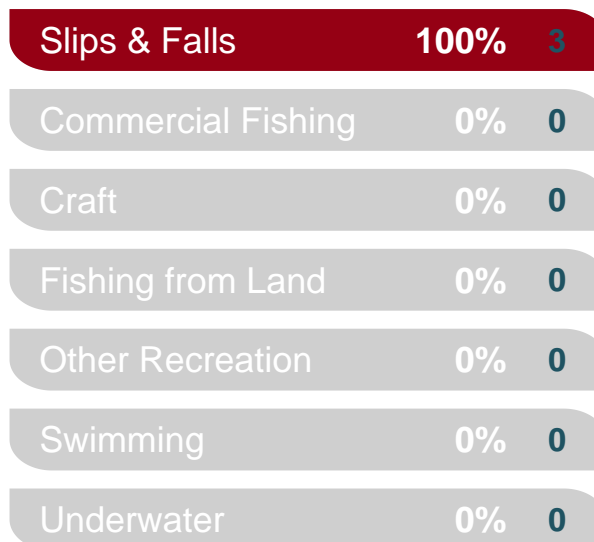 Slips & Falls 100% 3
Commercial Fishing 0% 0
Craft 0% 0
Fishing from Land 0% 0
Other Recreation 0% 0
Swimming 0% 0
Underwater 0% 0